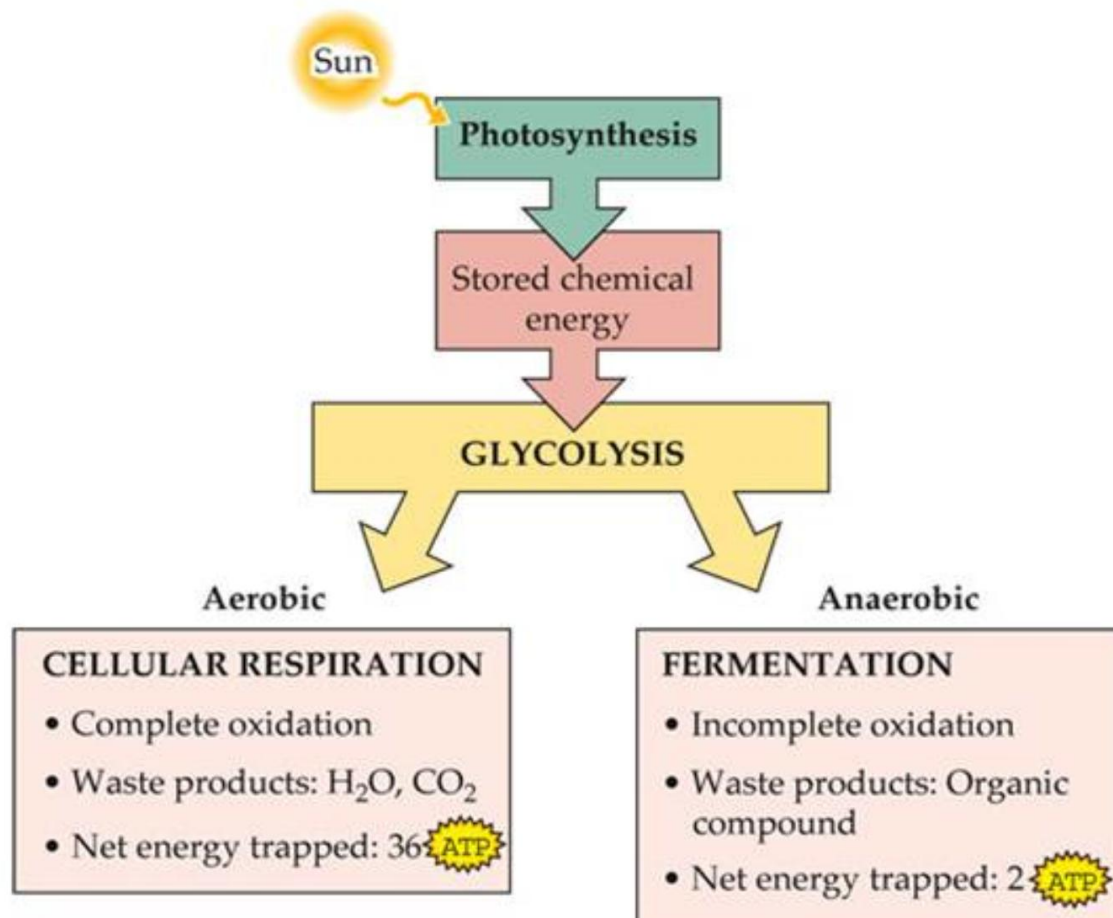 Sun
Photosynthesis
Stored chemical
energy
GLYCOLYSIS
Aerobic
CELLULAR RESPIRATION
• Complete oxidation
• Waste products: H₂O, CO₂
• Net energy trapped: 36 ATP
Anaerobic
FERMENTATION
• Incomplete oxidation
• Waste products: Organic
compound
• Net energy trapped: 2 ATP